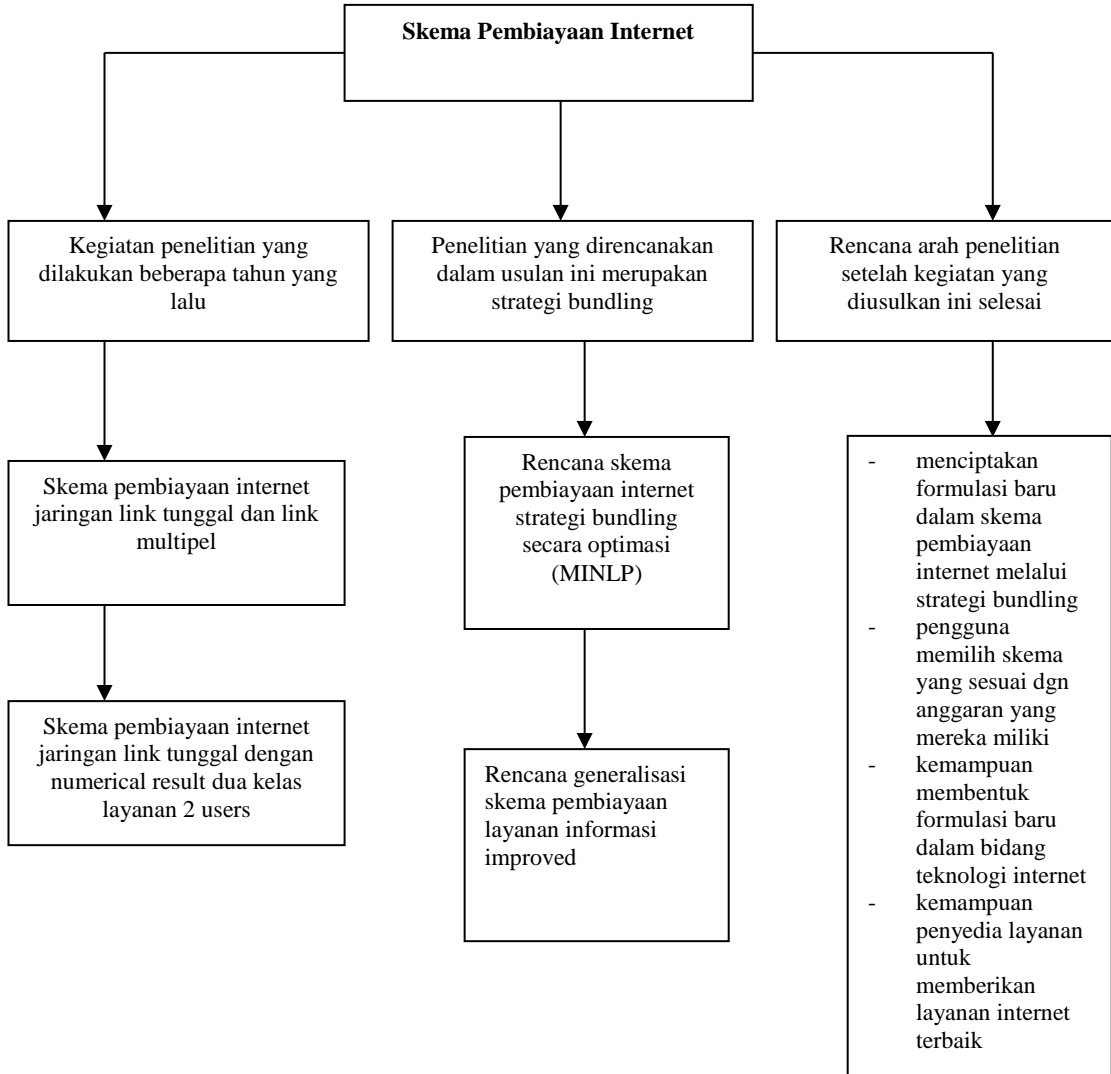 Skema Pembiayaan Internet
Kegiatan penelitian yang
dilakukan beberapa tahun yang
lalu
Penelitian yang direncanakan
dalam usulan ini merupakan
strategi bundling
Rencana arah penelitian
setelah kegiatan yang
diusulkan ini selesai
Skema pembiayaan internet
jaringan link tunggal dan link
multipel
Rencana skema
pembiayaan internet
strategi bundling
secara optimasi
(MINLP)
- menciptakan
formulasi baru
dalam skema
pembiayaan
internet melalui
strategi bundling
- pengguna
memilih skema
yang sesuai dgn
anggaran yang
mereka miliki
- kemampuan
membentuk
formulasi baru
dalam bidang
teknologi internet
- kemampuan
penyedia layanan
untuk
memberikan
layanan internet
terbaik
Skema pembiayaan internet
jaringan link tunggal dengan
numerical result dua kelas
layanan 2 users
Rencana generalisasi
skema pembiayaan
layanan informasi
improved